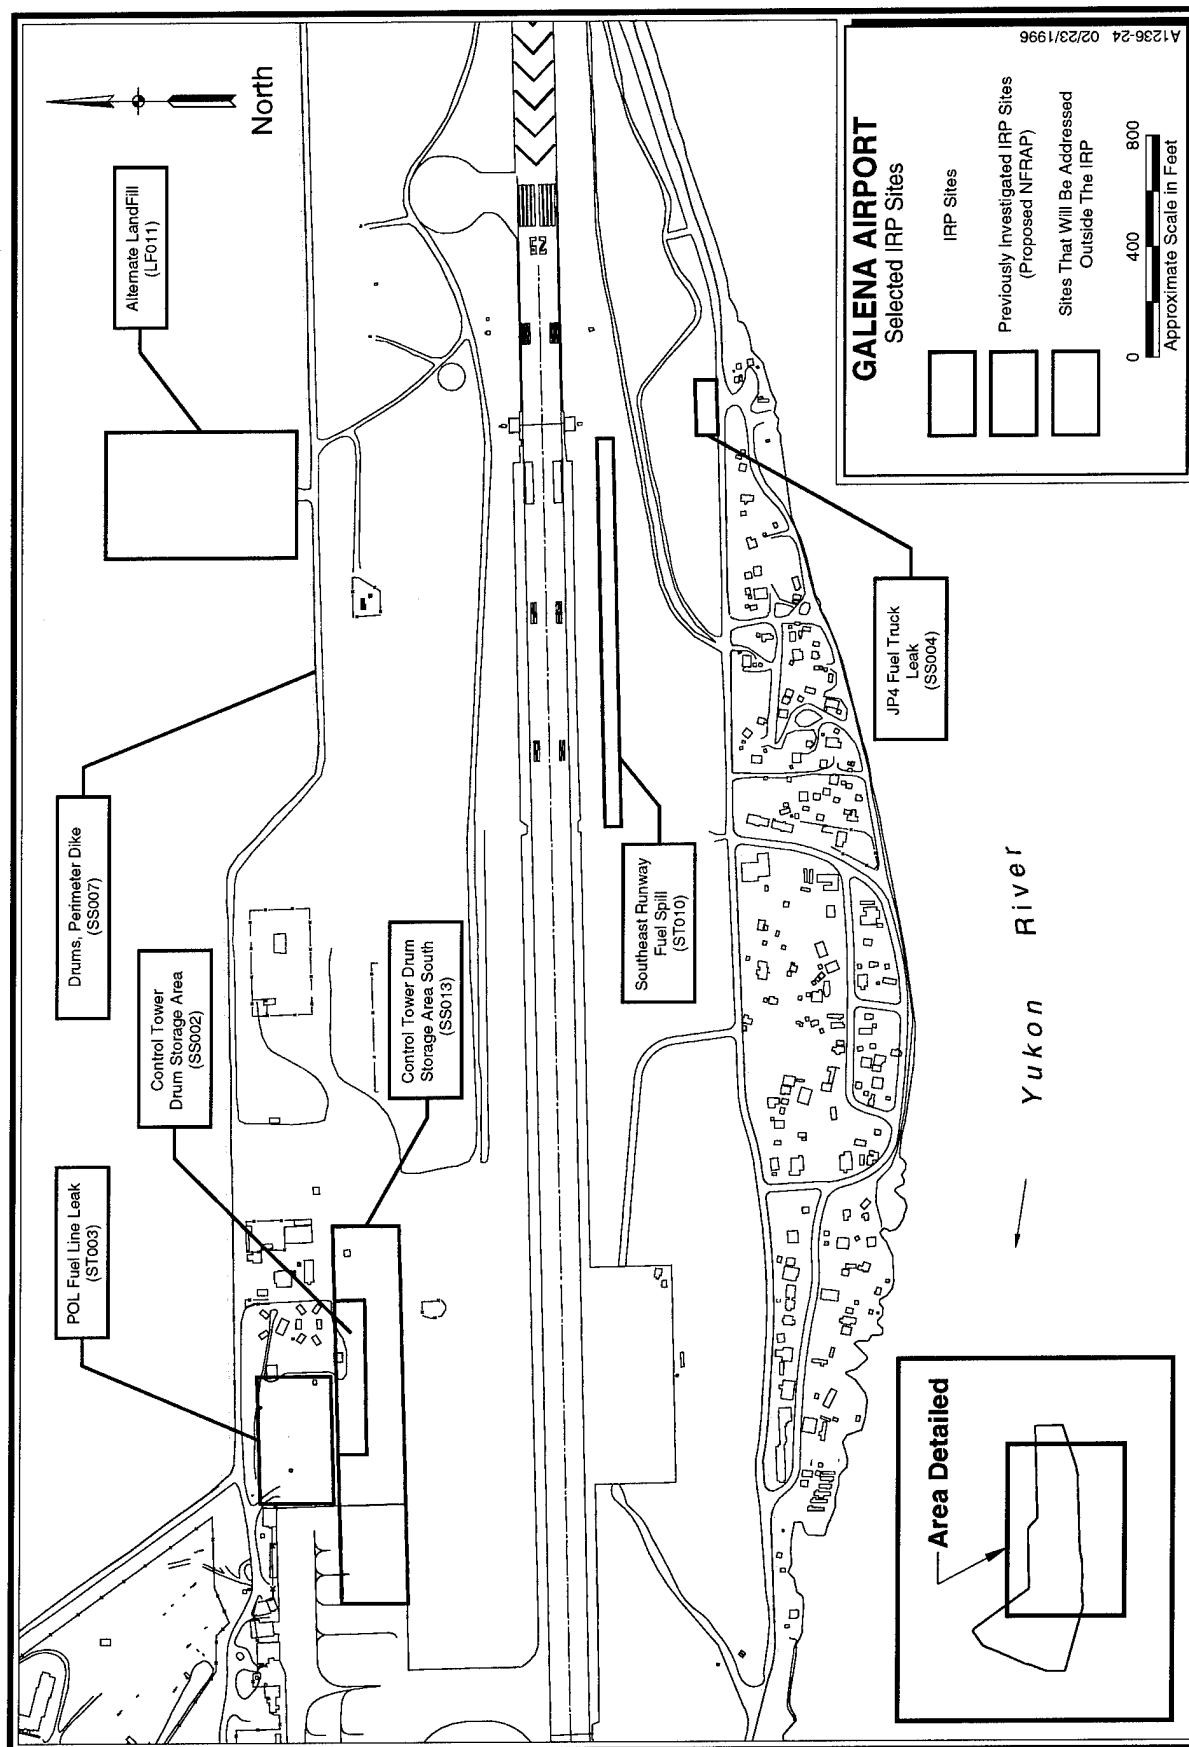 North
Alternate LandFill
(LF011)
Drums, Perimeter Dike
(SS007)
Control Tower
Drum Storage Area
(SS002)
POL Fuel Line Leak
(ST003)
Control Tower Drum
Storage Area South
(SS013)
25
Southeast Runway
Fuel Spill
(ST010)
JP4 Fuel Truck
Leak
(SS004)
Yukon River
Area Detailed
GALENA AIRPORT
Selected IRP Sites
IRP Sites
Previously Investigated IRP Sites
(Proposed NFRAP)
Sites That Will Be Addressed
Outside The IRP
0 400 800
Approximate Scale in Feet
A1236-24 02/23/1996